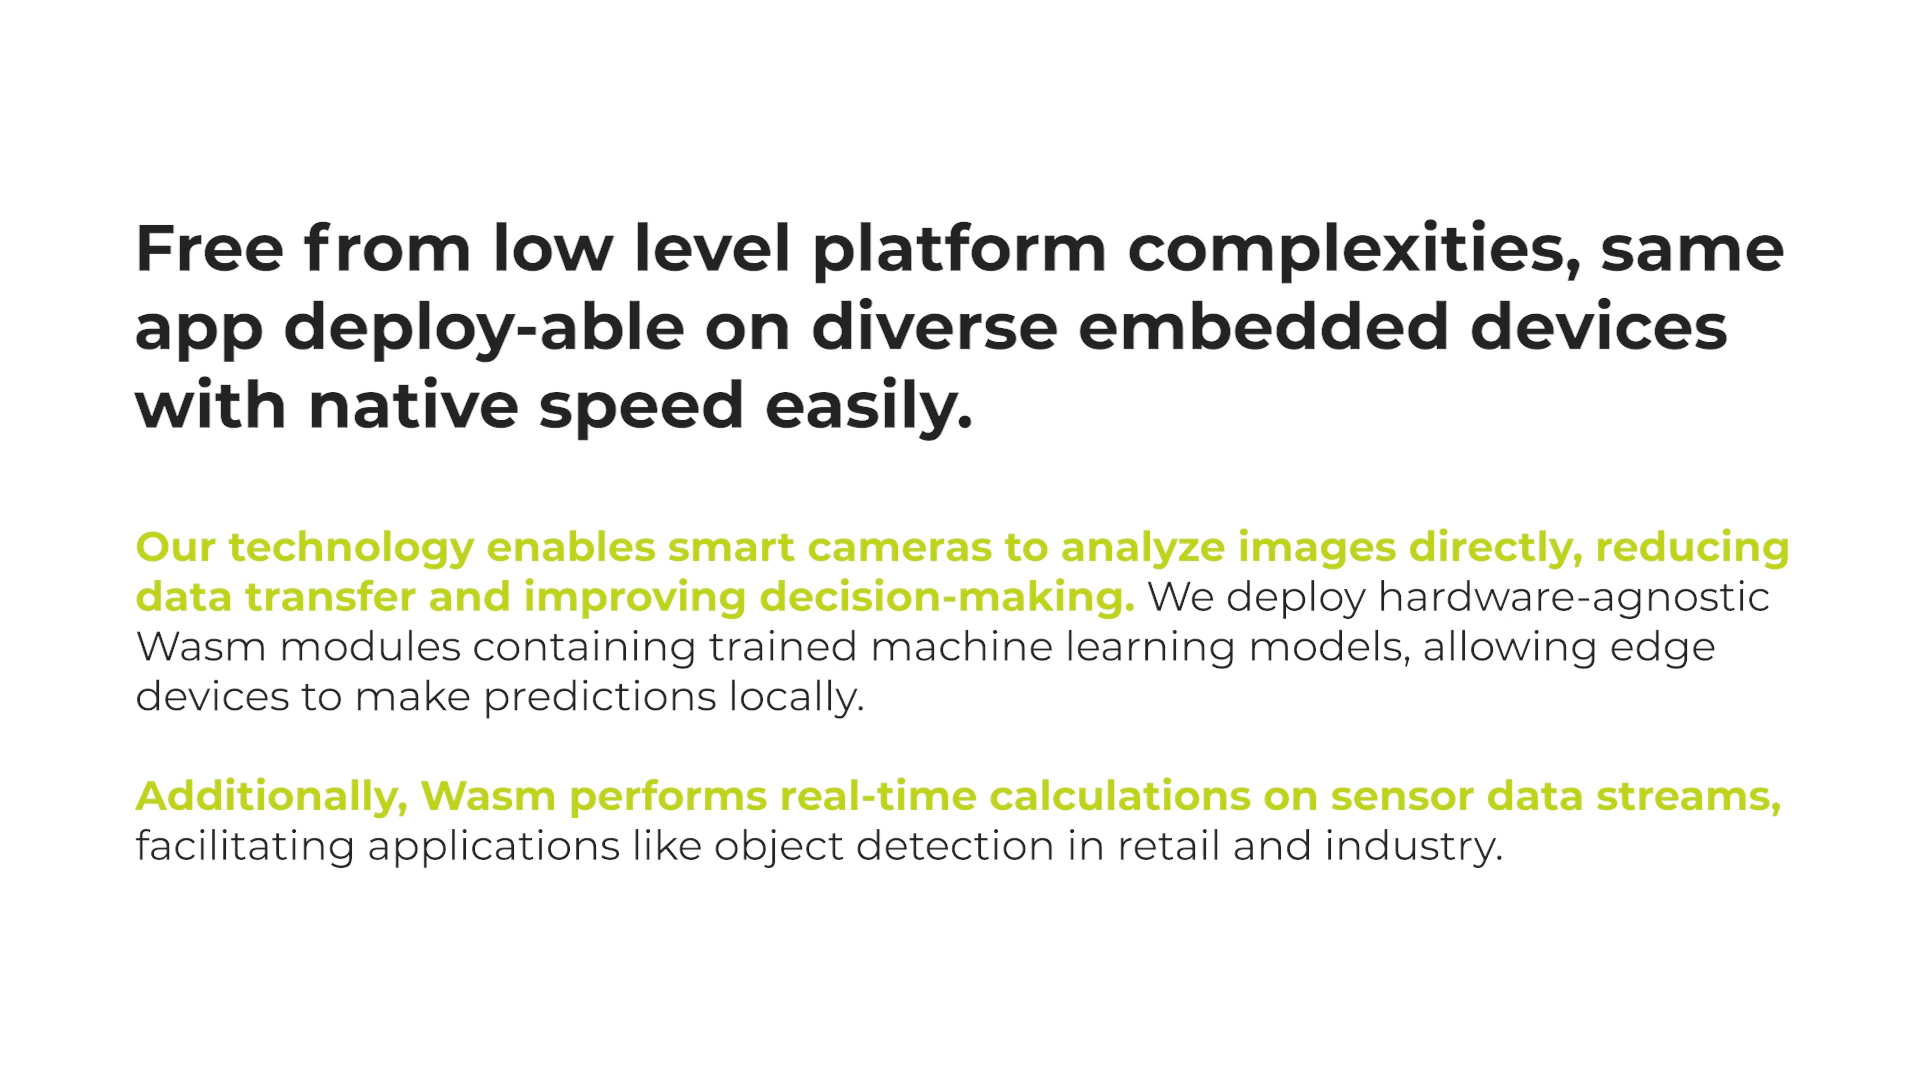 Free from low level platform complexities, same
app deploy-able on diverse embedded devices
with native speed easily.
Our technology enables smart cameras to analyze images directly, reducing
data transfer and improving decision-making. We deploy hardware-agnostic
Wasm modules containing trained machine learning models, allowing edge
devices to make predictions locally.
Additionally, Wasm performs real-time calculations on sensor data streams,
facilitating applications like object detection in retail and industry.